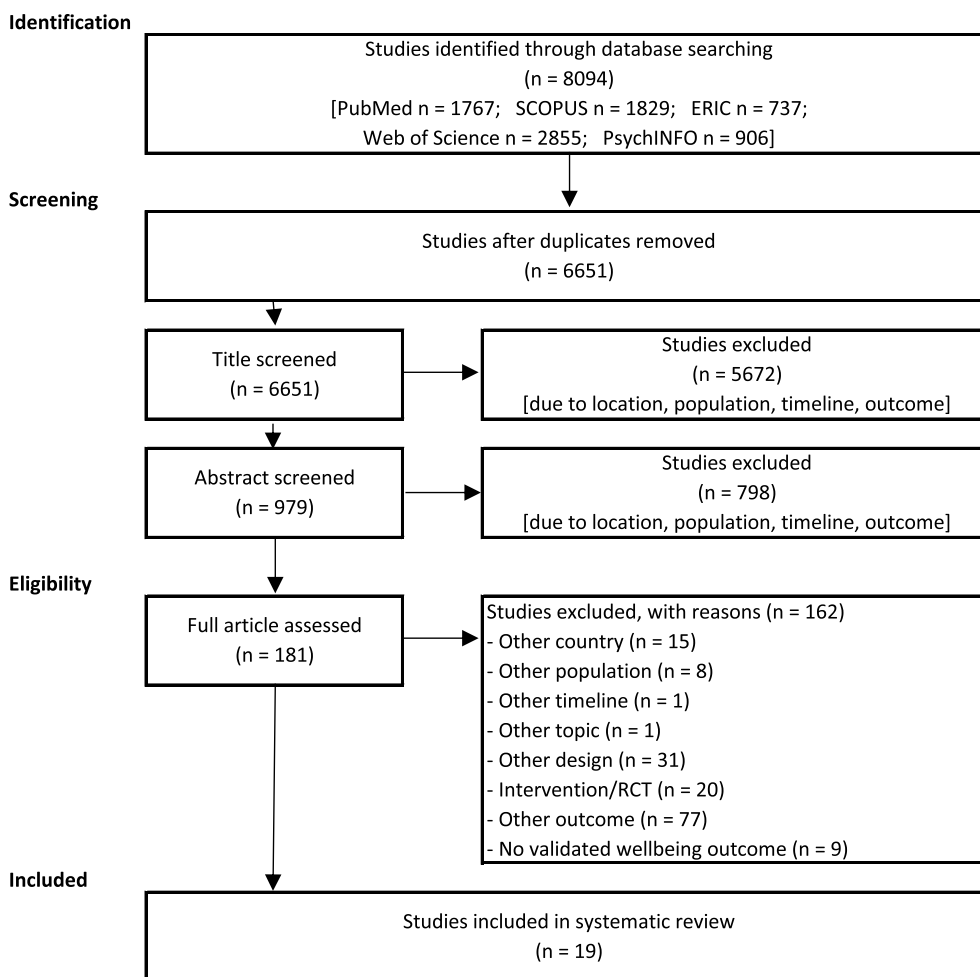 Identification
Studies identified through database searching
(n = 8094)
[PubMed n = 1767;   SCOPUS n = 1829;   ERIC n = 737;
Web of Science n = 2855;   PsychINFO n = 906]
Screening
Studies after duplicates removed
(n = 6651)
Title screened
(n = 6651)
Studies excluded
(n = 5672)
[due to location, population, timeline, outcome]
Abstract screened
(n = 979)
Studies excluded
(n = 798)
[due to location, population, timeline, outcome]
Eligibility
Full article assessed
(n = 181)
Studies excluded, with reasons (n = 162)
- Other country (n = 15)
- Other population (n = 8)
- Other timeline (n = 1)
- Other topic (n = 1)
- Other design (n = 31)
- Intervention/RCT (n = 20)
- Other outcome (n = 77)
- No validated wellbeing outcome (n = 9)
Included
Studies included in systematic review
(n = 19)